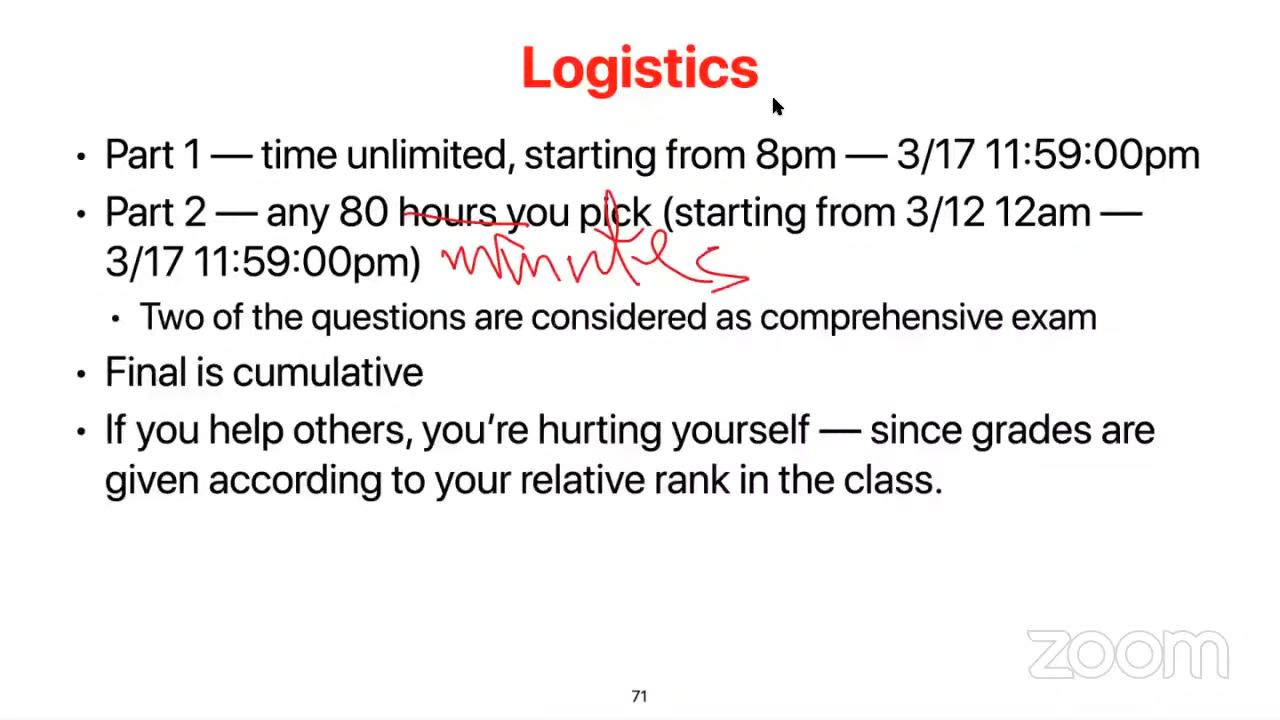 Logistics
• Part 1 — time unlimited, starting from 8pm — 3/17 11:59:00pm
• Part 2 — any 80 hours you pick (starting from 3/12 12am —
3/17 11:59:00pm) minutes
• Two of the questions are considered as comprehensive exam
• Final is cumulative
• If you help others, you’re hurting yourself — since grades are
given according to your relative rank in the class.
zoom
71